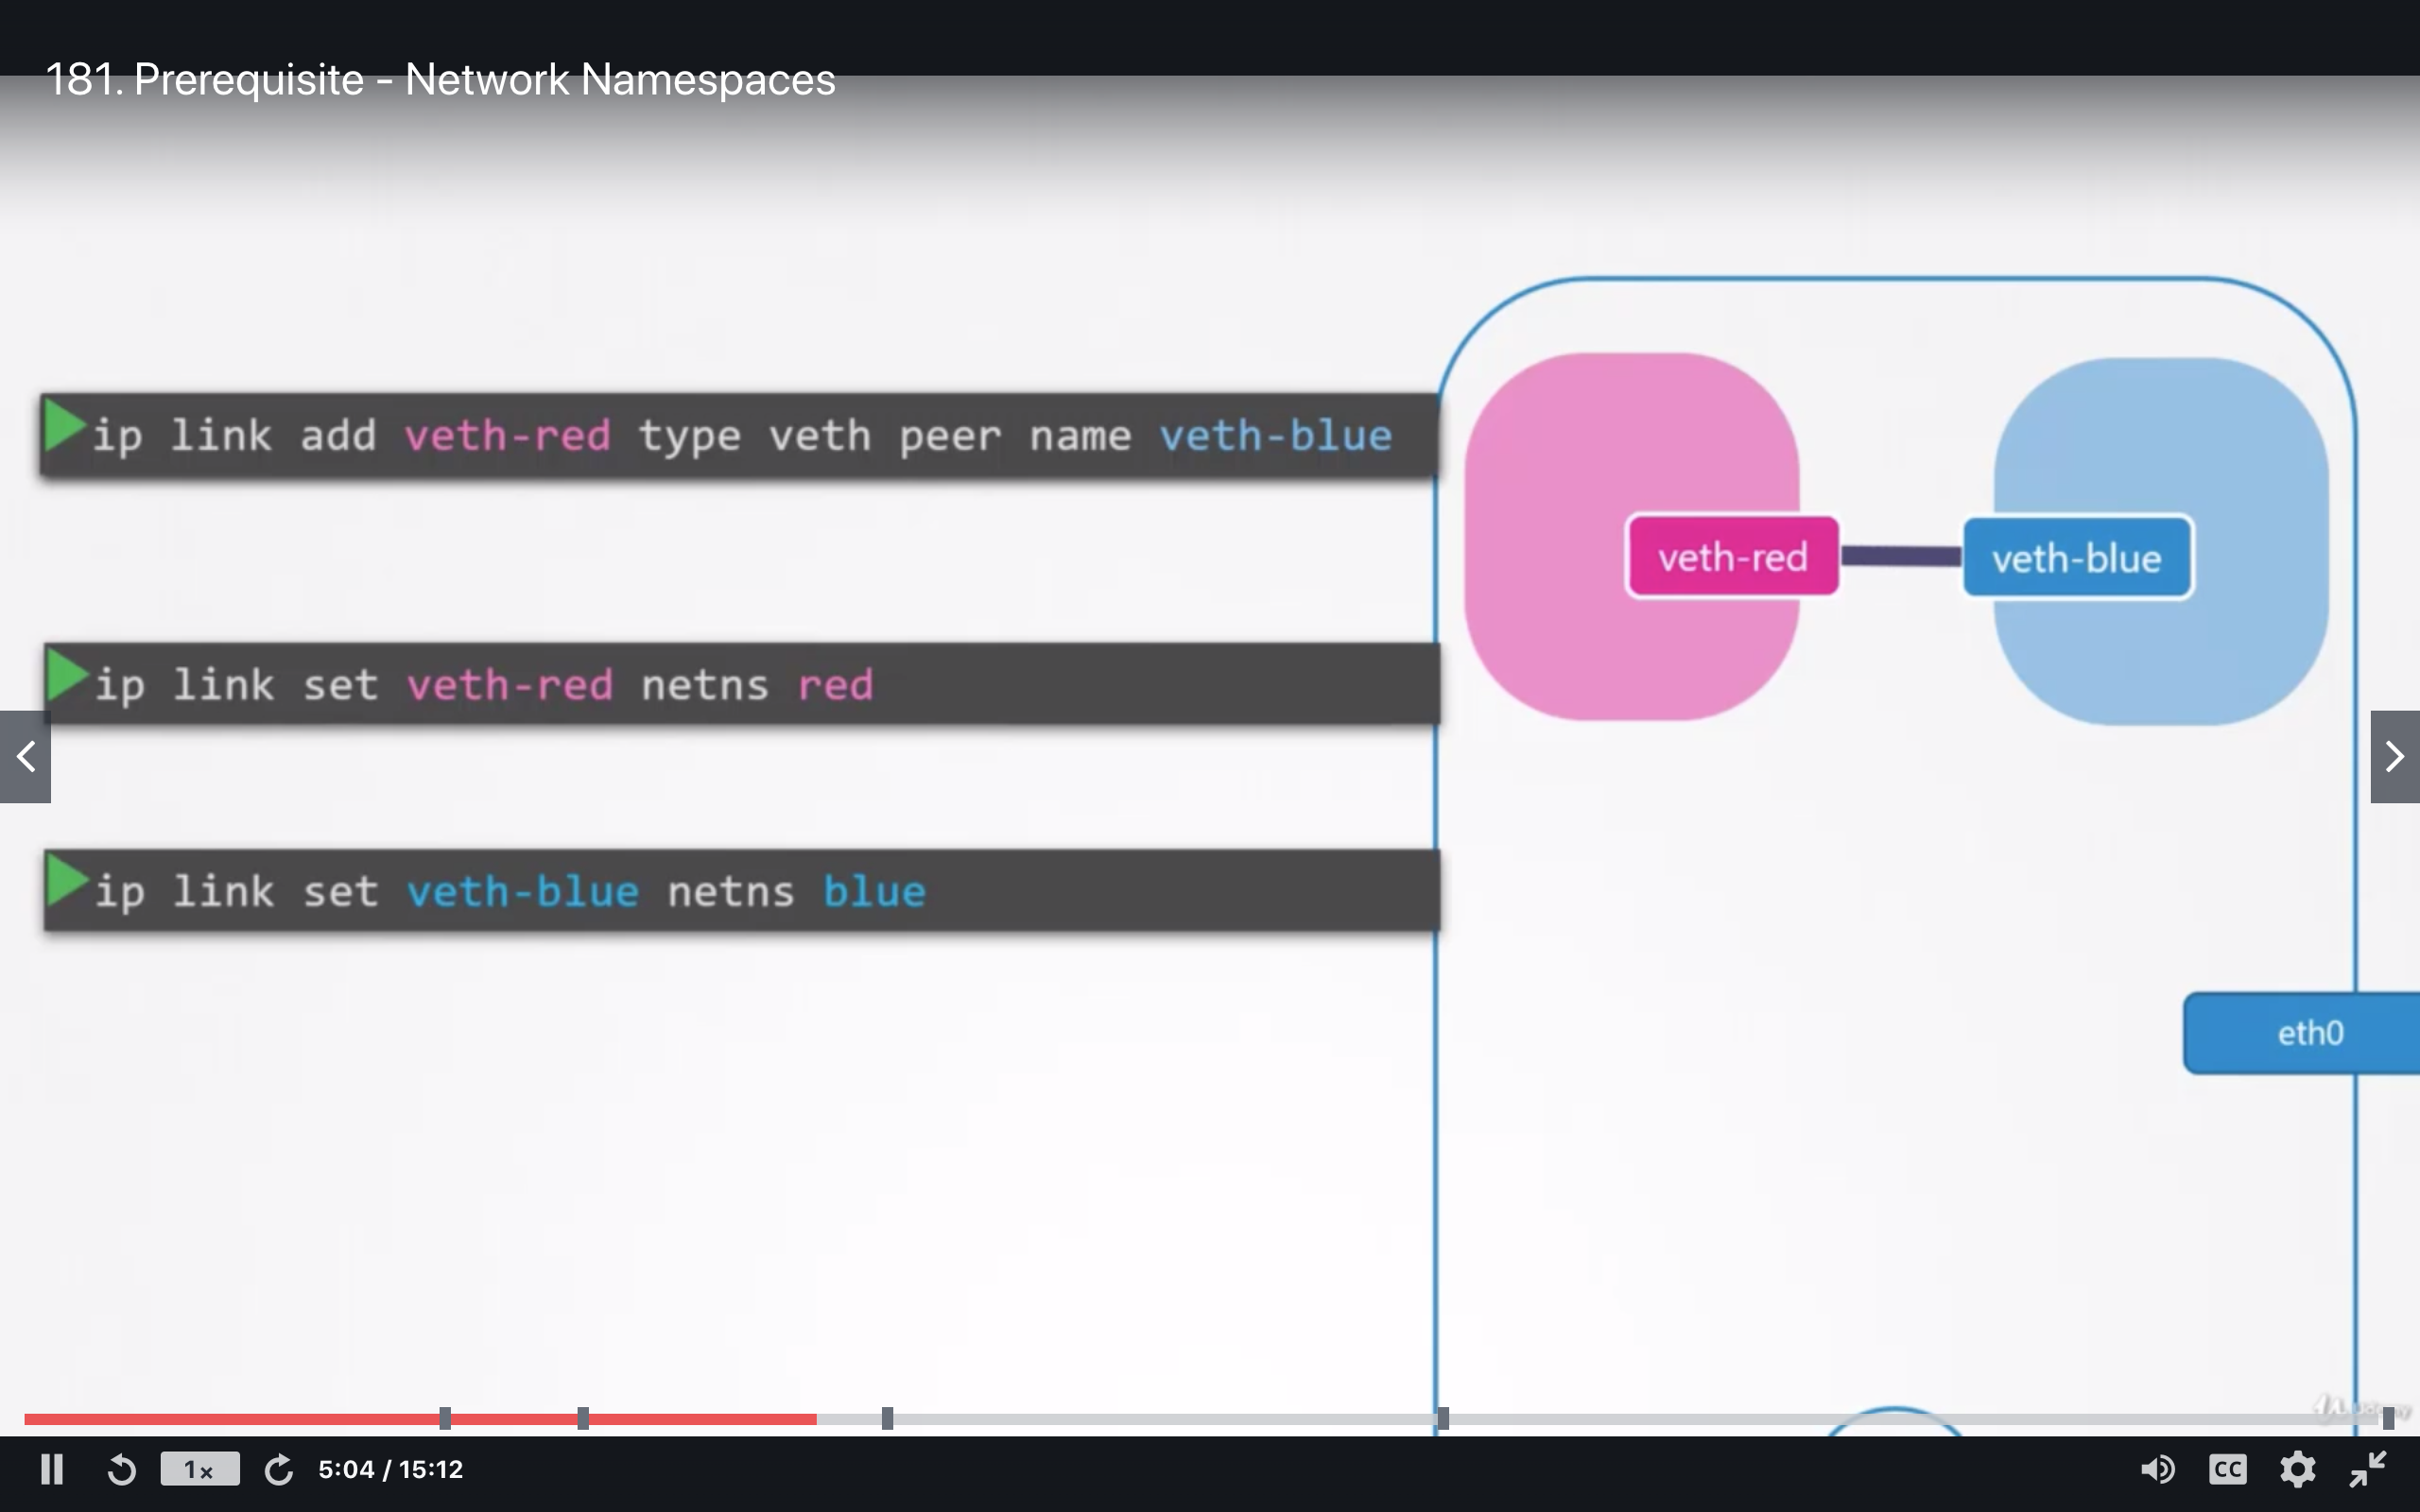 181. Prerequisite - Network Namespaces
ip link add veth-red type veth peer name veth-blue
veth-red
veth-blue
ip link set veth-red netns red
ip link set veth-blue netns blue
eth0
1x
5:04 / 15:12
CC